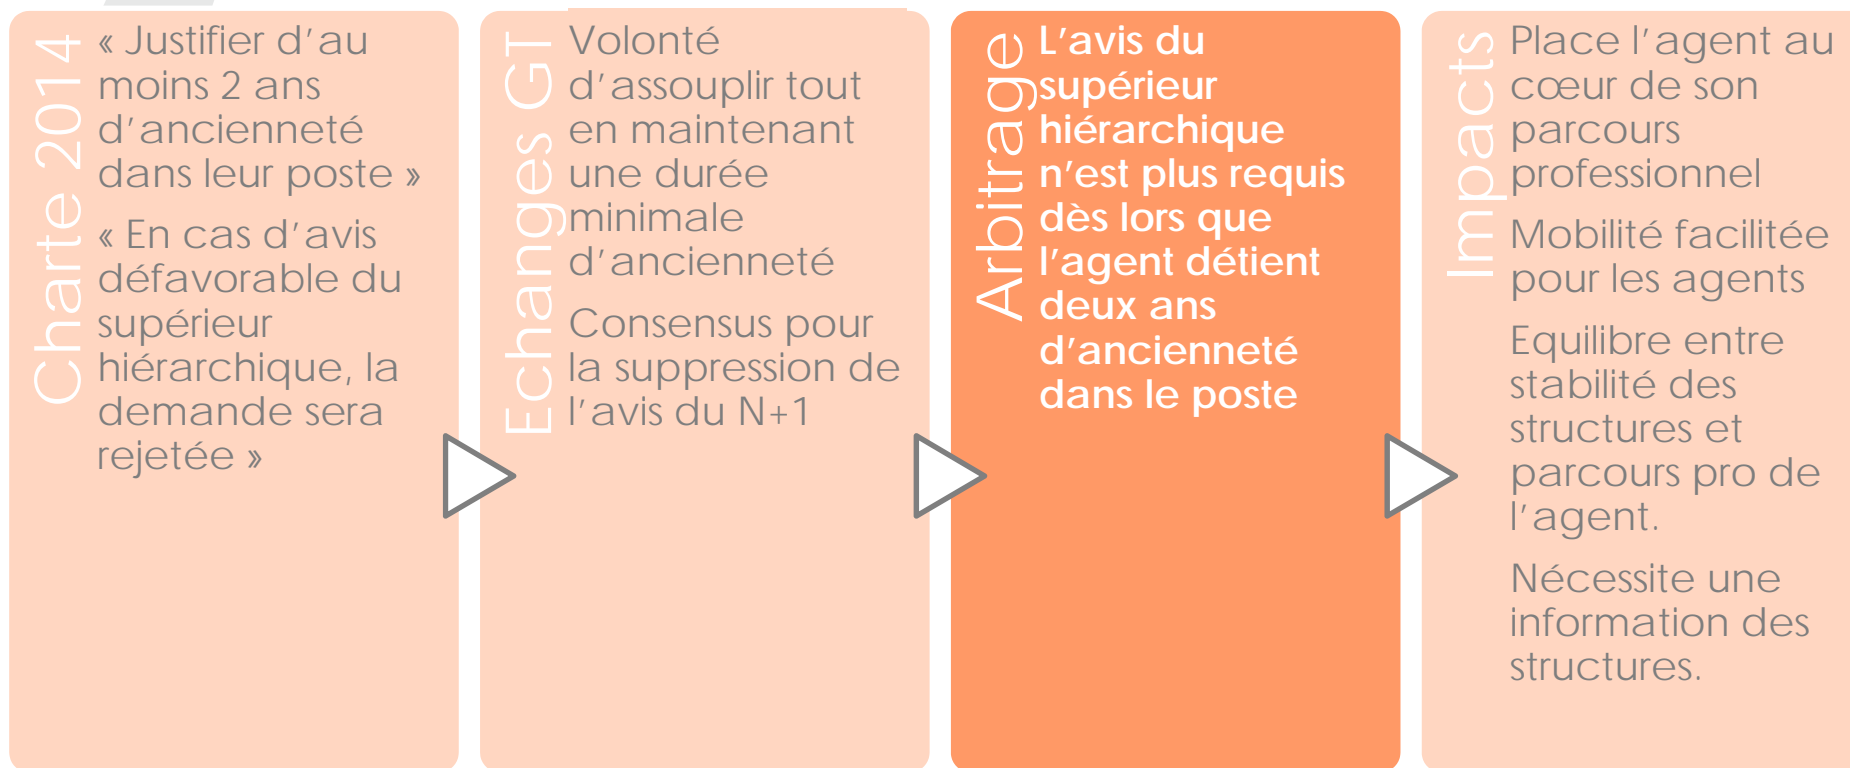 Charte 2014
« Justifier d’au
moins 2 ans
d’ancienneté
dans leur poste »
« En cas d’avis
défavorable du
supérieur
hiérarchique, la
demande sera
rejetée »
Echanges GT
Volonté
d’assouplir tout
en maintenant
une durée
minimale
d’ancienneté
Consensus pour
la suppression de
l’avis du N+1
Arbitrage
L’avis du
supérieur
hiérarchique
n’est plus requis
dès lors que
l’agent détient
deux ans
d’ancienneté
dans le poste
Impacts
Place l’agent au
cœur de son
parcours
professionnel
Mobilité facilitée
pour les agents
Equilibre entre
stabilité des
structures et
parcours pro de
l’agent.
Nécessite une
information des
structures.